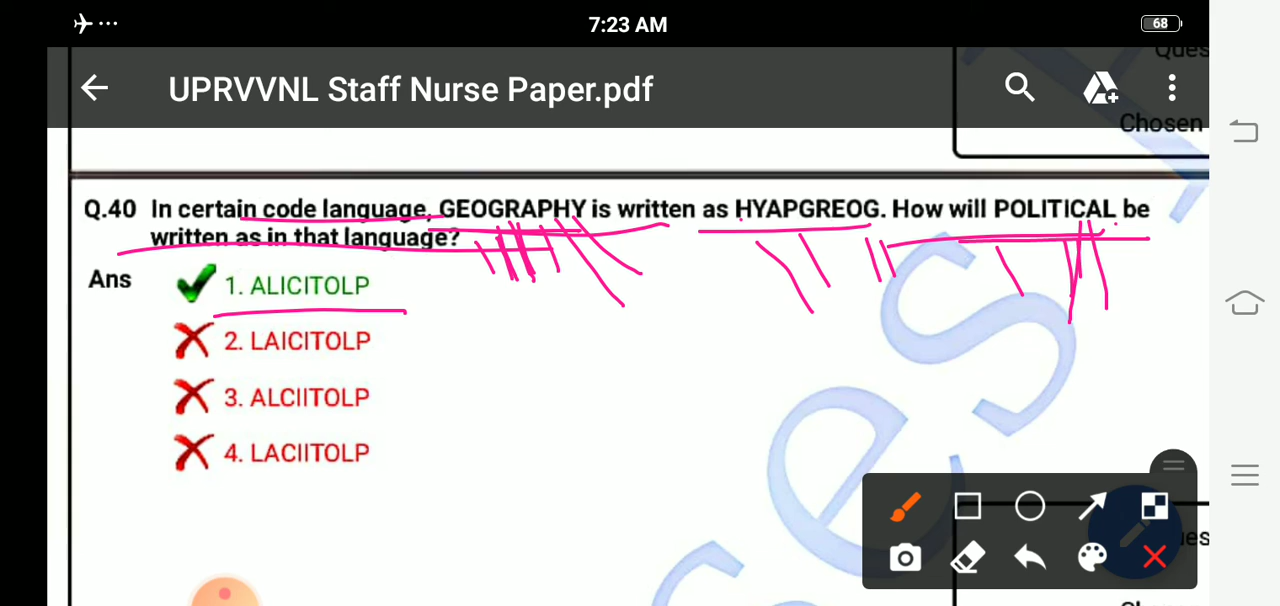 7:23 AM
68
UPRVVNL Staff Nurse Paper.pdf
Chosen
Q.40 In certain code language, GEOGRAPHY is written as HYAPGREOG. How will POLITICAL be
written as in that language?
Ans
1. ALICITOLP
2. LAICITOLP
3. ALCIITOLP
4. LACIITOLP